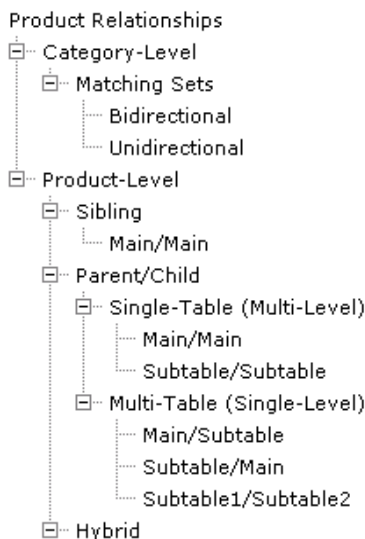 Product Relationships
Category-Level
Matching Sets
Bidirectional
Unidirectional
Product-Level
Sibling
Main/Main
Parent/Child
Single-Table (Multi-Level)
Main/Main
Subtable/Subtable
Multi-Table (Single-Level)
Main/Subtable
Subtable/Main
Subtable1/Subtable2
Hybrid